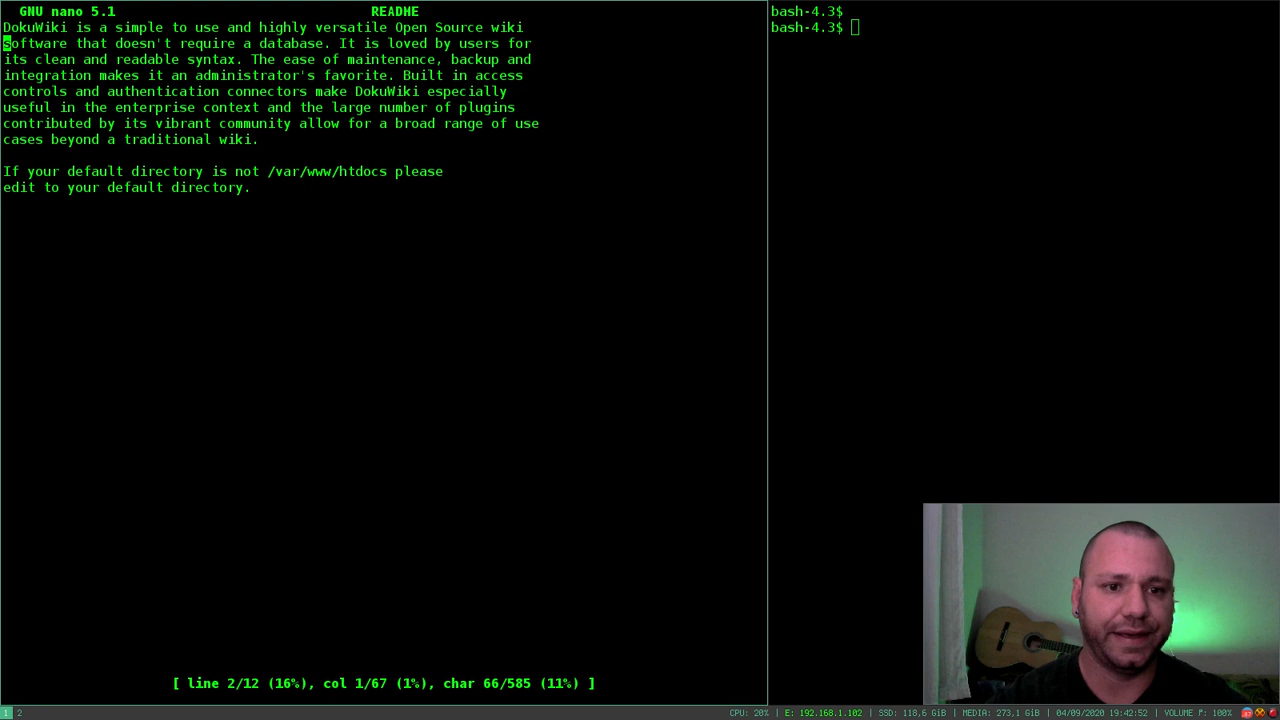 GNU nano 5.1 README
DokuWiki is a simple to use and highly versatile Open Source wiki
software that doesn't require a database. It is loved by users for
its clean and readable syntax. The ease of maintenance, backup and
integration makes it an administrator's favorite. Built in access
controls and authentication connectors make DokuWiki especially
useful in the enterprise context and the large number of plugins
contributed by its vibrant community allow for a broad range of use
cases beyond a traditional wiki.
If your default directory is not /var/www/htdocs please
edit to your default directory.
[ line 2/12 (16%), col 1/67 (1%), char 66/585 (11%) ]
bash-4.3$
bash-4.3$
1 2
CPU: 20% | E: 192.168.1.102 | SSD: 118,6 GiB | MEDIA: 273,1 GiB | 04/09/2020 19:42:52 | VOLUME ♪: 100%